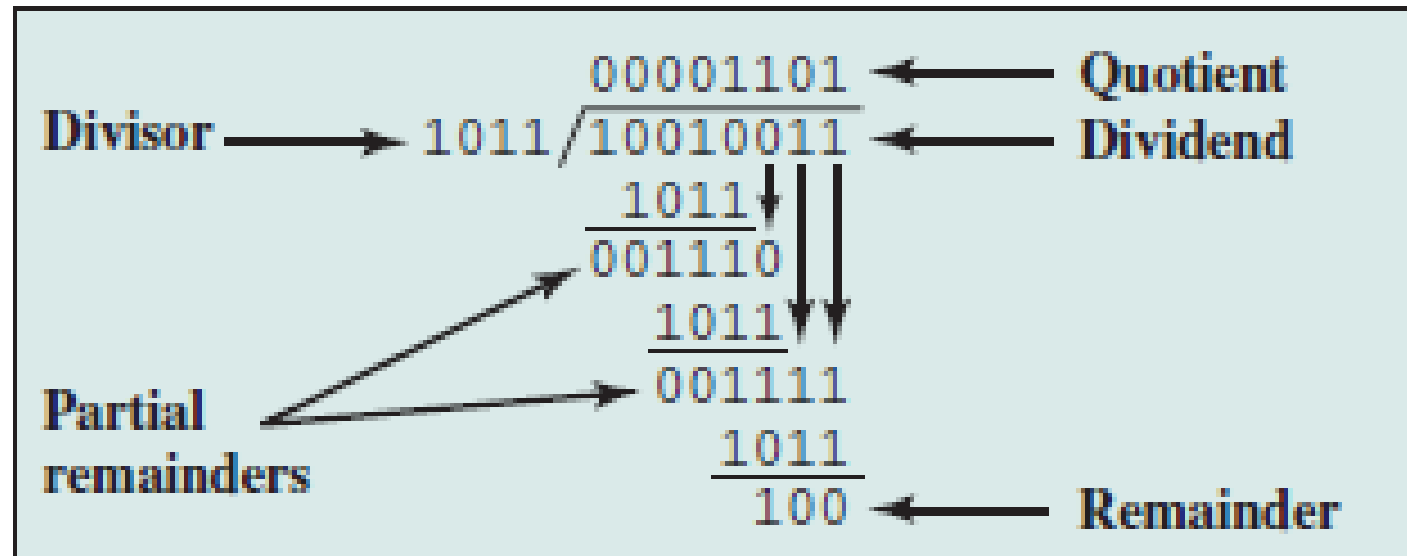 00001101 Quotient
Divisor 1011 10010011 Dividend
1011
001110
1011
Partial 001111
remainders 1011
100 Remainder